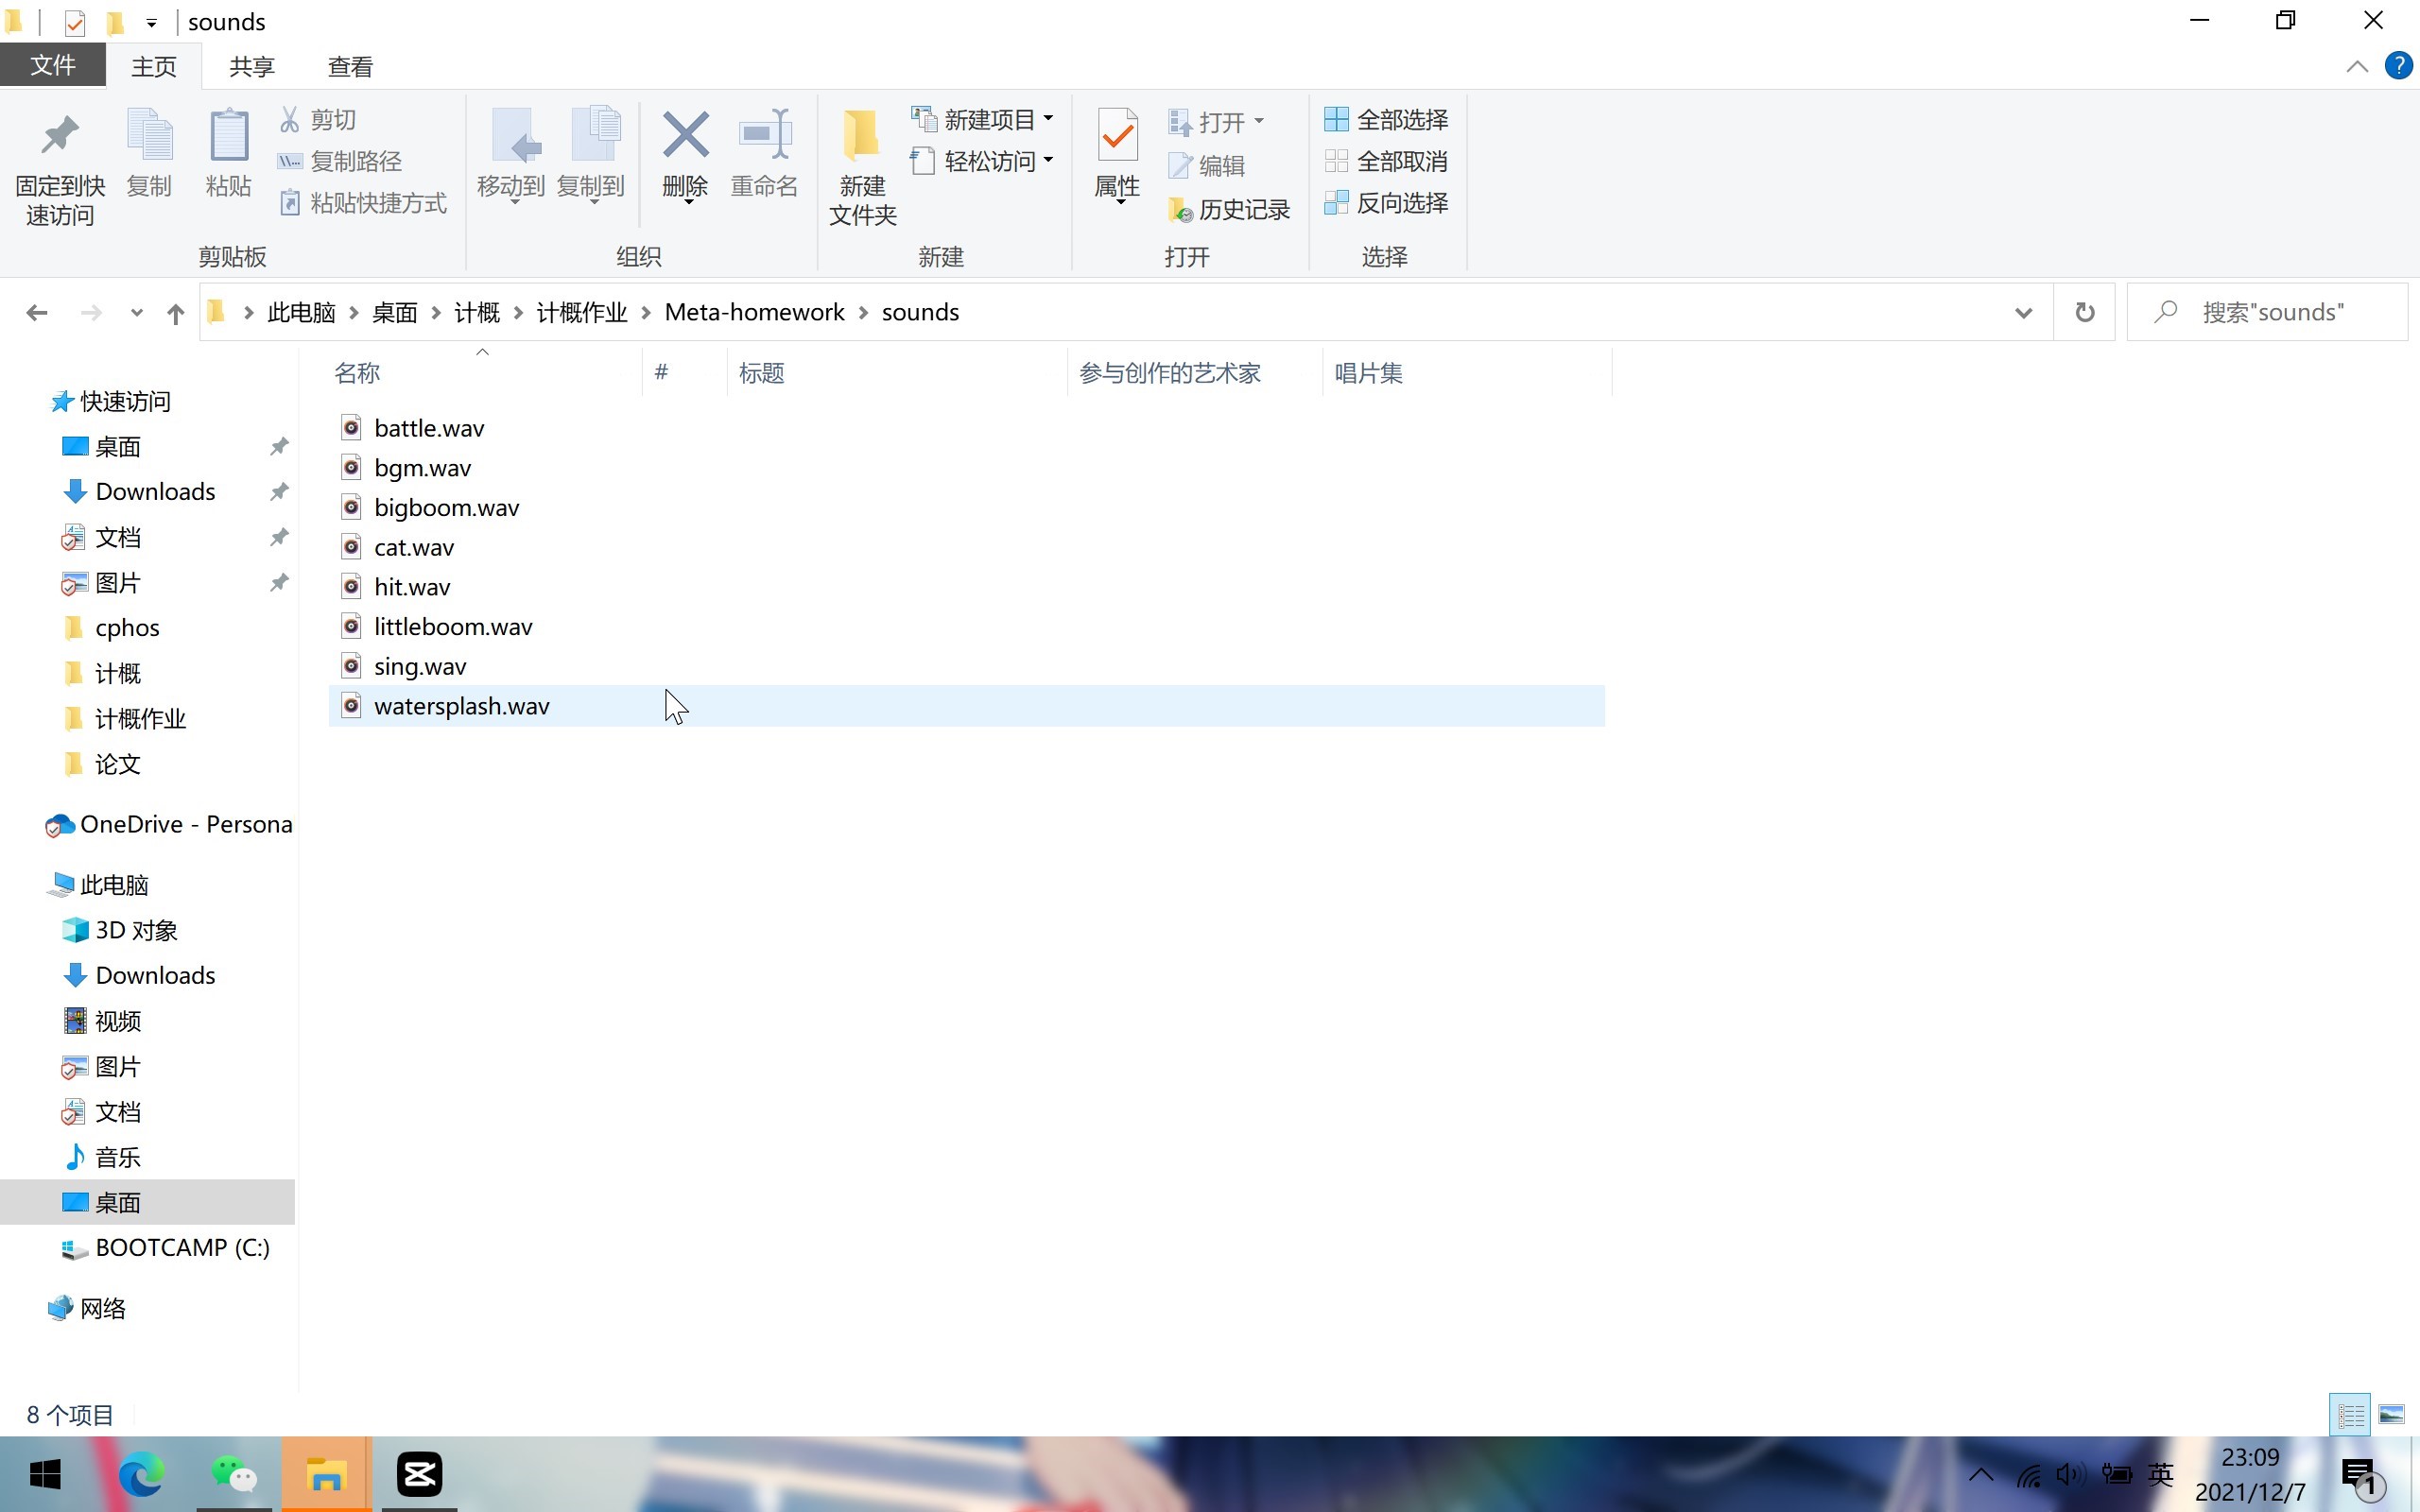 sounds
文件 主页 共享 查看
固定到快
速访问
复制
粘贴
剪切
复制路径
粘贴快捷方式
剪贴板
移动到
复制到
删除
重命名
组织
新建
文件夹
新建项目
轻松访问
新建
属性
打开
编辑
历史记录
打开
全部选择
全部取消
反向选择
选择
此电脑 桌面 计概 计概作业 Meta-homework sounds
搜索"sounds"
名称 # 标题 参与创作的艺术家 唱片集
battle.wav
bgm.wav
bigboom.wav
cat.wav
hit.wav
littleboom.wav
sing.wav
watersplash.wav
快速访问
桌面
Downloads
文档
图片
cphos
计概
计概作业
论文
OneDrive - Persona
此电脑
3D 对象
Downloads
视频
图片
文档
音乐
桌面
BOOTCAMP (C:)
网络
8 个项目
英
23:09
2021/12/7
1